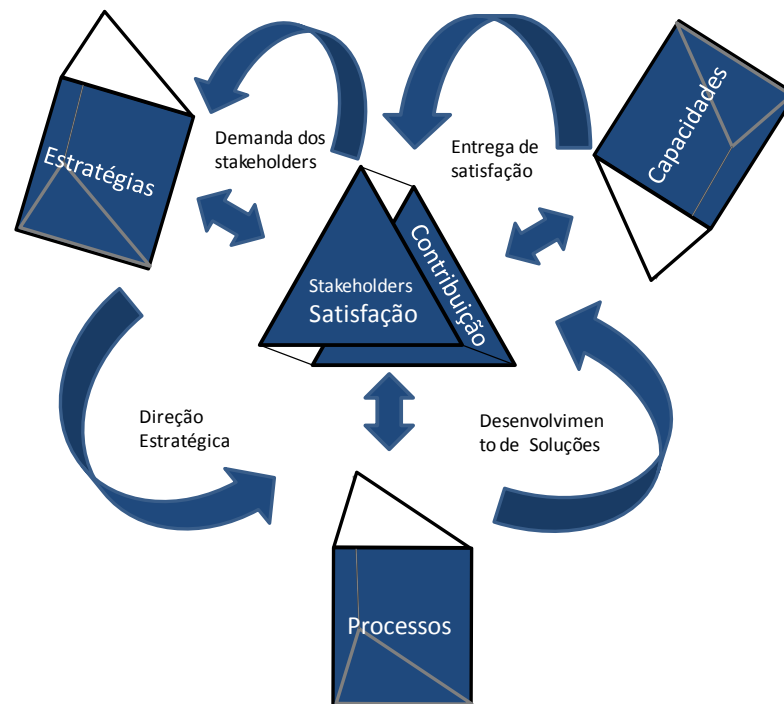 Estratégias
Demanda dos
stakeholders
Entrega de
satisfação
Capacidades
Stakeholders
Satisfação
Contribuição
Direção
Estratégica
Desenvolvimen
to de Soluções
Processos